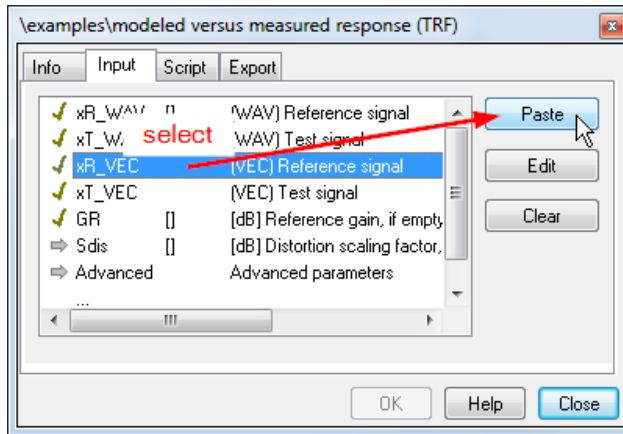 \examples\modeled versus measured response (TRF)
Info Input Script Export
xR_WAV [] (WAV) Reference signal
select
(WAV) Test signal
xR_VEC (VEC) Reference signal
xT_VEC (VEC) Test signal
GR [] [dB] Reference gain, if empty
Sdis [] [dB] Distortion scaling factor,
Advanced Advanced parameters
...
Paste
Edit
Clear
OK Help Close